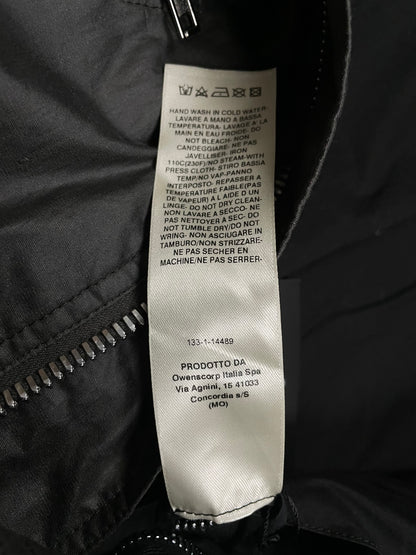 HAND WASH IN COLD WATER-
LAVARE A MANO A BASSA
TEMPERATURA- LAVAGE A LA
MAIN EN EAU FROIDE- DO
NOT BLEACH- NON
CANDEGGIARE- NE PAS
JAVELLISER- IRON
110C(230F)/NO STEAM-WITH
PRESS CLOTH- STIRO BASSA
TEMP/NO VAP-PANNO
INTERPOSTO- REPASSER A
TEMPERATURE FAIBLE(PAS
DE VAPEUR) A L'AIDE D UN
LINGE- DO NOT DRY CLEAN-
NON LAVARE A SECCO- NE
PAS NETTOYER À SEC- DO
NOT TUMBLE DRY/DO NOT
WRING- NON ASCIUGARE IN
TAMBURO/NON STRIZZARE-
NE PAS SECHER EN
MACHINE/NE PAS SERRER-
133-1-14489
PRODOTTO DA
Owenscorp Italia Spa
Via Agnini, 15 41033
Concordia s/S
(MO)